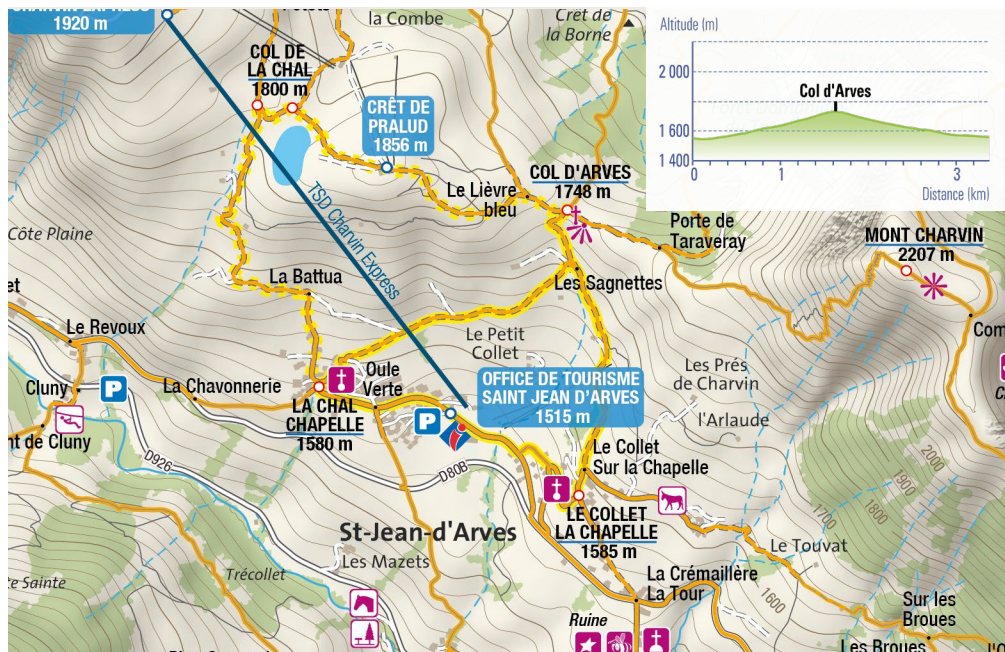 1920 m
la Combe
Crêt de
la Borne
COL DE
LA CHAL
1800 m
CRÊT DE
PRALUD
1856 m
Altitude (m)
2 000
1 600
1 400
Col d'Arves
0
1
2
3
Distance (km)
COL D'ARVES
1748 m
Le Lièvre
bleu
Porte de
Taraveray
MONT CHARVIN
2207 m
Côte Plaine
TSD Charvin Express
La Battua
Les Sagnettes
et
Le Revoux
Le Petit
Collet
Com
Cluny
P
La Chavonnerie
Oule
Verte
LA CHAL
CHAPELLE
1580 m
P
OFFICE DE TOURISME
SAINT JEAN D'ARVES
1515 m
Les Prés
de Charvin
l'Arlaude
nt de Cluny
D926
D80B
Le Collet
Sur la Chapelle
2000
1900
1800
1700
1600
LE COLLET
LA CHAPELLE
1585 m
St-Jean-d'Arves
Les Mazets
Le Touvat
te Sainte
Trécollet
La Crémaillère
La Tour
Ruine
Sur les
Broues
Les Broues